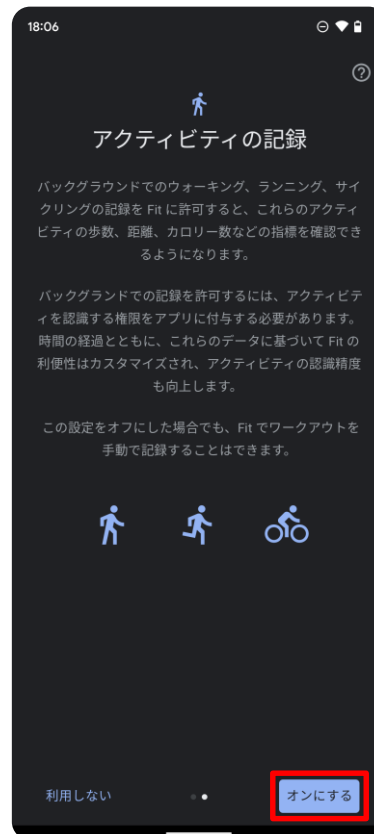 18:06
アクティビティの記録
バックグラウンドでのウォーキング、ランニング、サイ
クリングの記録を Fit に許可すると、これらのアクティ
ビティの歩数、距離、カロリー数などの指標を確認でき
るようになります。
バックグランドでの記録を許可するには、アクティビテ
ィを認識する権限をアプリに付与する必要があります。
時間の経過とともに、これらのデータに基づいて Fit の
利便性はカスタマイズされ、アクティビティの認識精度
も向上します。
この設定をオフにした場合でも、Fit でワークアウトを
手動で記録することはできます。
利用しない
オンにする